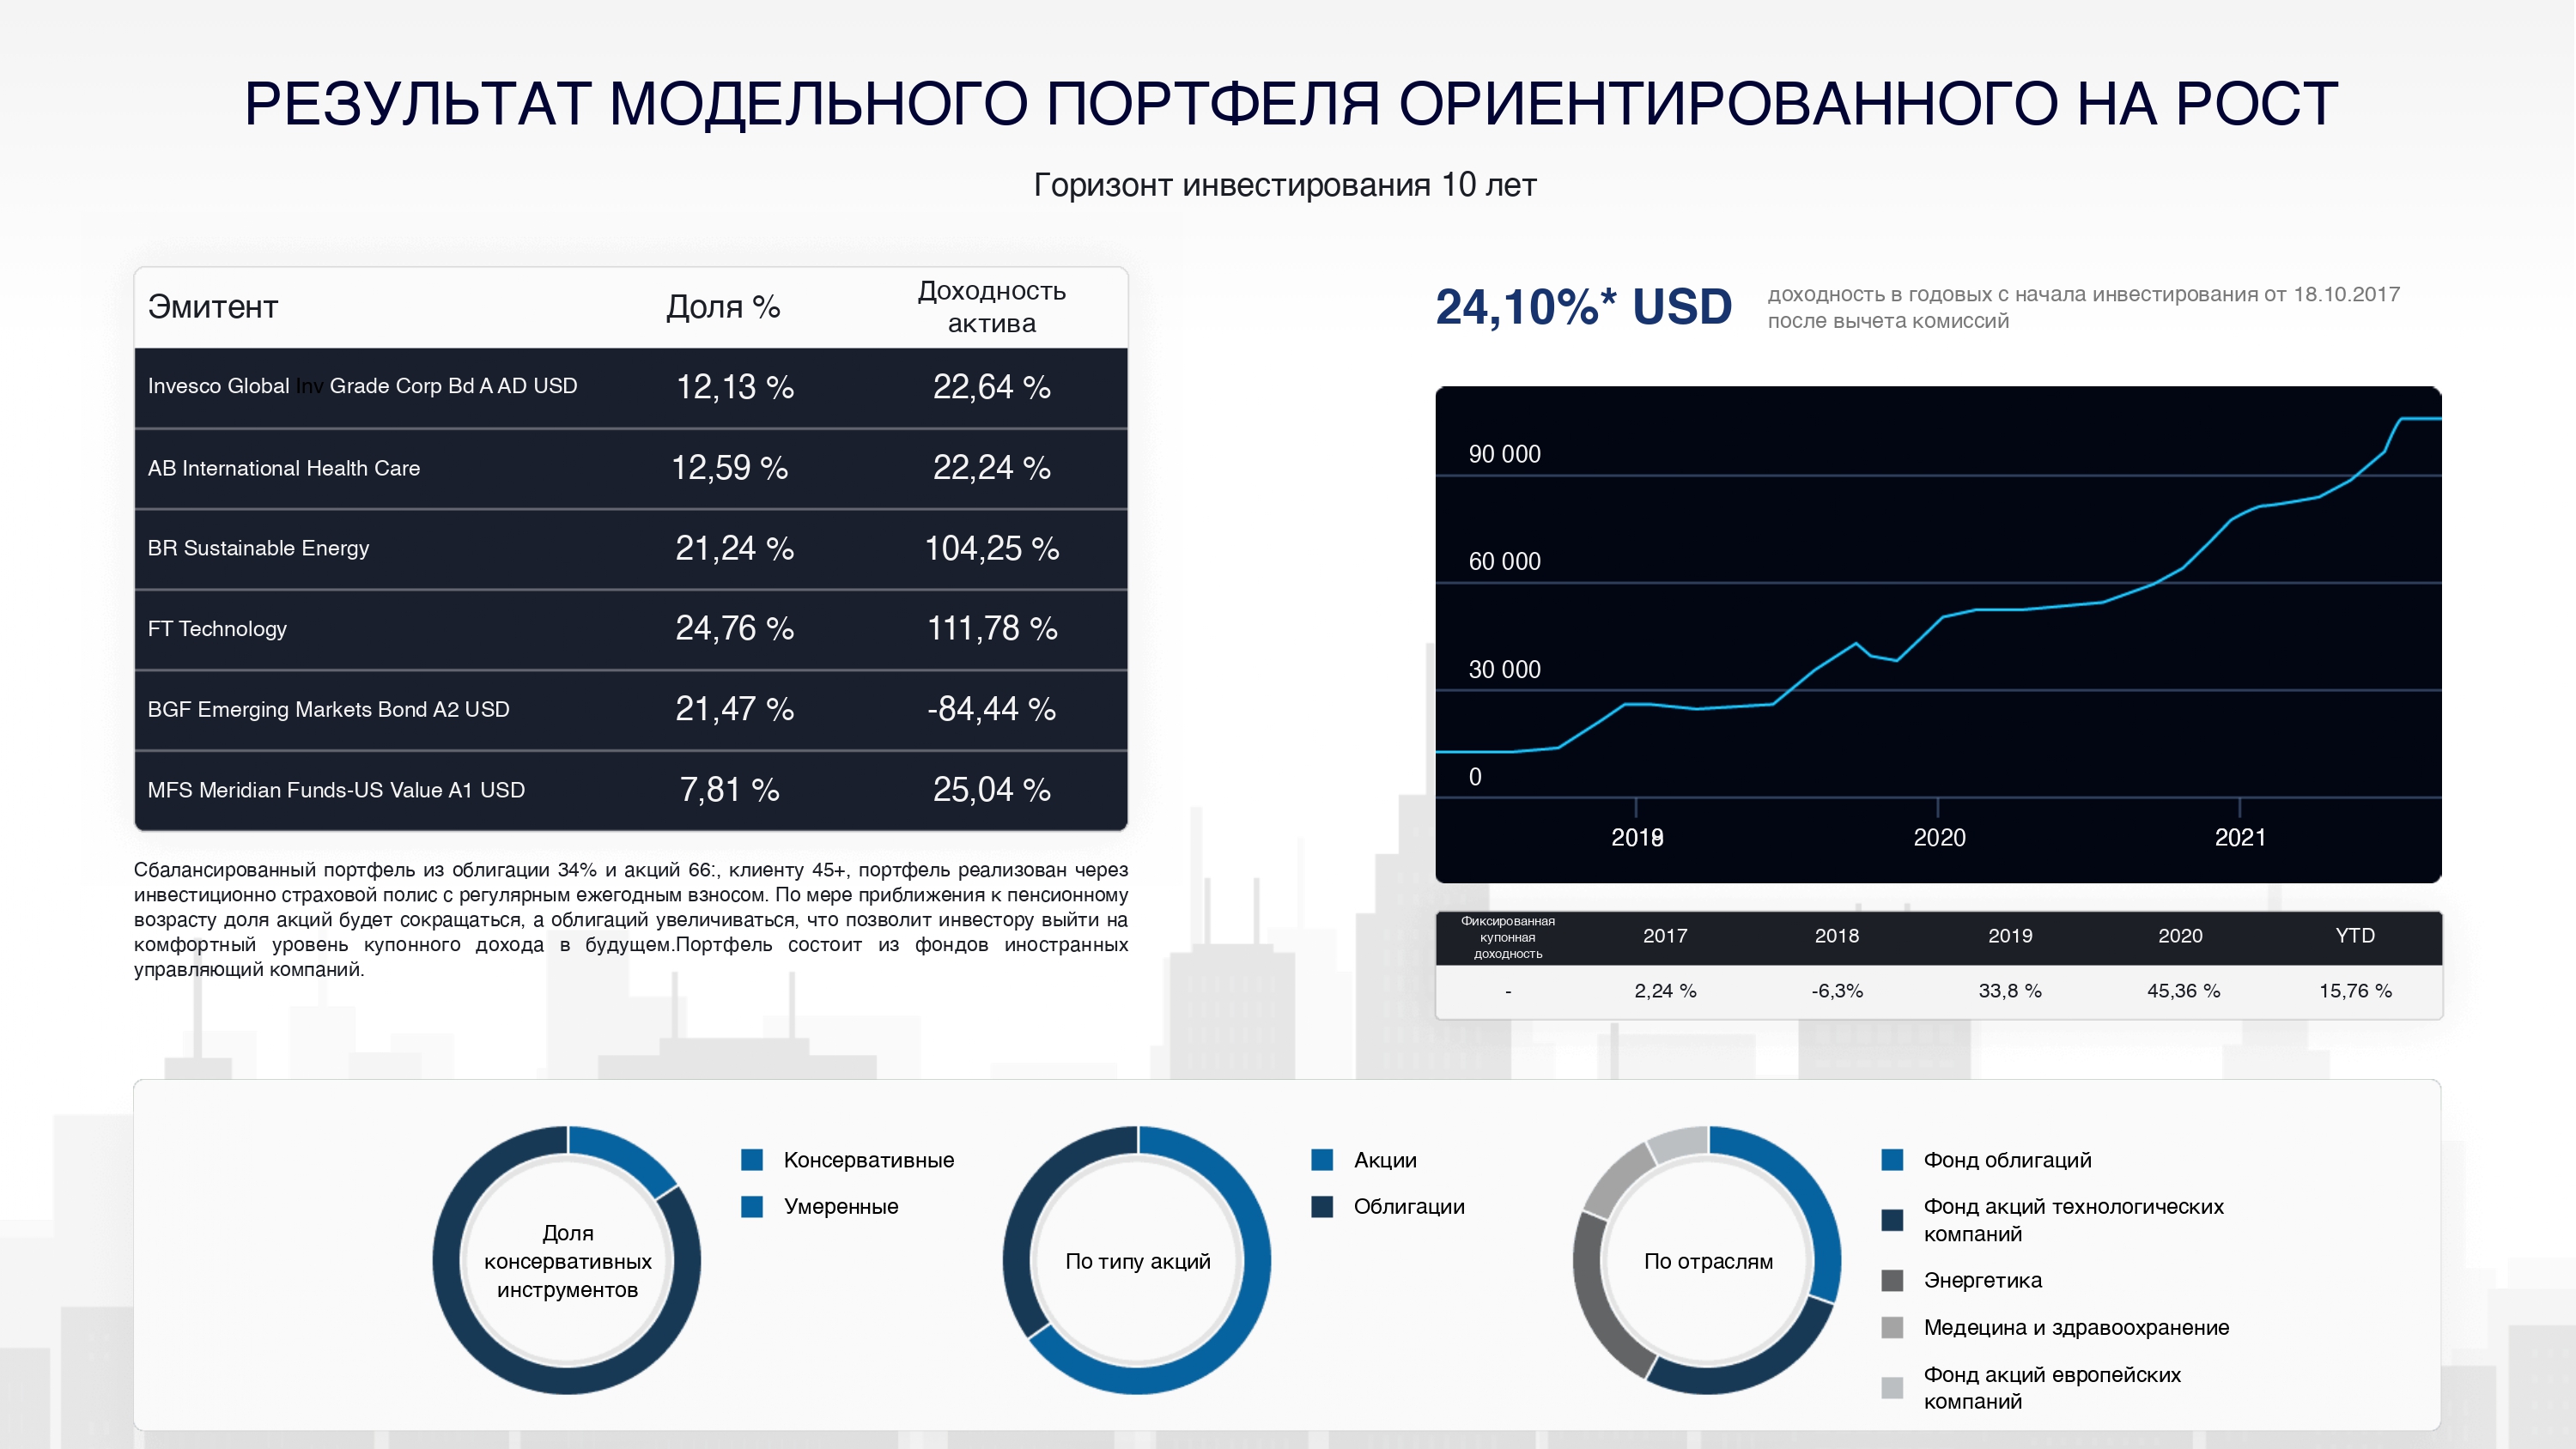 РЕЗУЛЬТАТ МОДЕЛЬНОГО ПОРТФЕЛЯ ОРИЕНТИРОВАННОГО НА РОСТ
Горизонт инвестирования 10 лет
Эмитент Доля % Доходность актива
Invesco Global Inv Grade Corp Bd A AD USD 12,13 % 22,64 %
AB International Health Care 12,59 % 22,24 %
BR Sustainable Energy 21,24 % 104,25 %
FT Technology 24,76 % 111,78 %
BGF Emerging Markets Bond A2 USD 21,47 % -84,44 %
MFS Meridian Funds-US Value A1 USD 7,81 % 25,04 %
Сбалансированный портфель из облигации 34% и акций 66:, клиенту 45+, портфель реализован через
инвестиционно страховой полис с регулярным ежегодным взносом. По мере приближения к пенсионному
возрасту доля акций будет сокращаться, а облигаций увеличиваться, что позволит инвестору выйти на
комфортный уровень купонного дохода в будущем.Портфель состоит из фондов иностранных
управляющий компаний.
24,10%* USD
доходность в годовых с начала инвестирования от 18.10.2017
после вычета комиссий
90 000
60 000
30 000
0
2020 2021
Фиксированная купонная доходность 2017 2018 2019 2020 YTD
- 2,24 % -6,3% 33,8 % 45,36 % 15,76 %
Доля
консервативных
инструментов
Консервативные
Умеренные
По типу акций
Акции
Облигации
По отраслям
Фонд облигаций
Фонд акций технологических
компаний
Энергетика
Медецина и здравоохранение
Фонд акций европейских
компаний